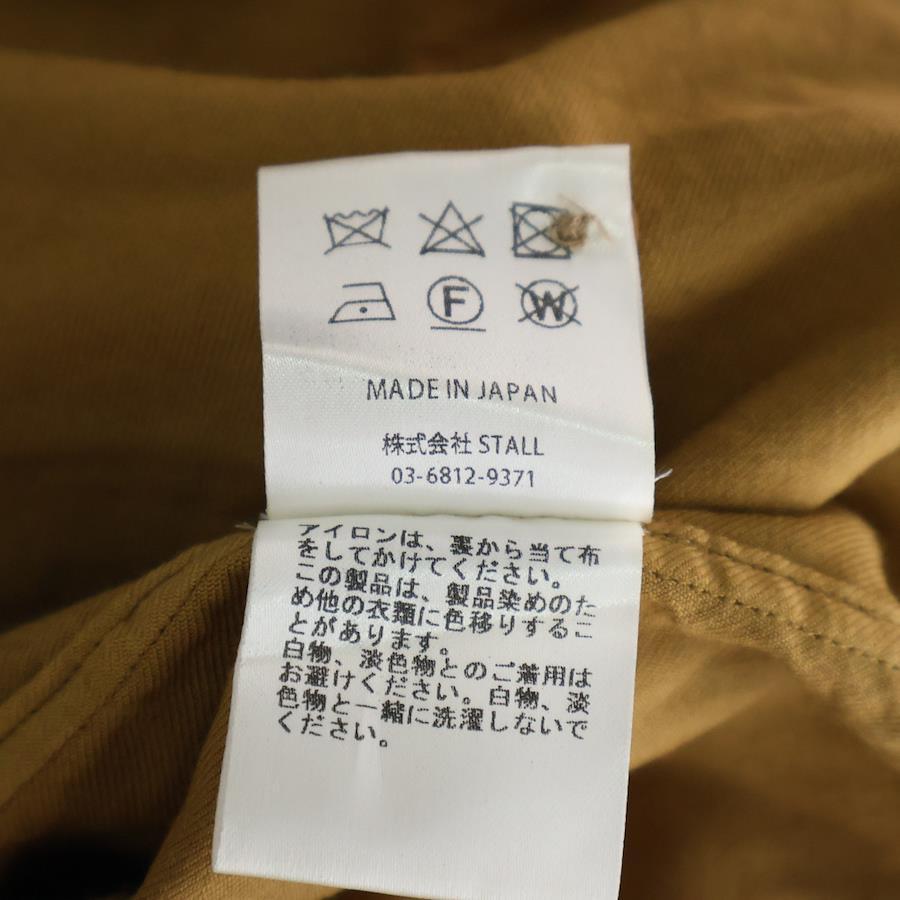 F W
MADE IN JAPAN
株式会社 STALL
03-6812-9371
アイロンは、裏から当て布
をしてかけてください。
この製品は、製品染めのた
め他の衣類に色移りするこ
とがあります。
白物、淡色物とのご着用は
お避けください。白物、淡
色物と一緒に洗濯しないで
ください。